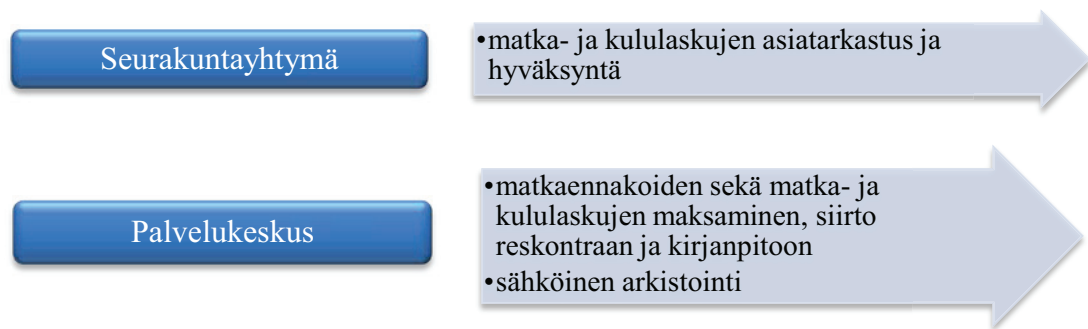 Seurakuntayhtymä
•matka- ja kululaskujen asiatarkastus ja
hyväksyntä
Palvelukeskus
•matkaennakoiden sekä matka- ja
kululaskujen maksaminen, siirto
reskontraan ja kirjanpitoon
•sähköinen arkistointi